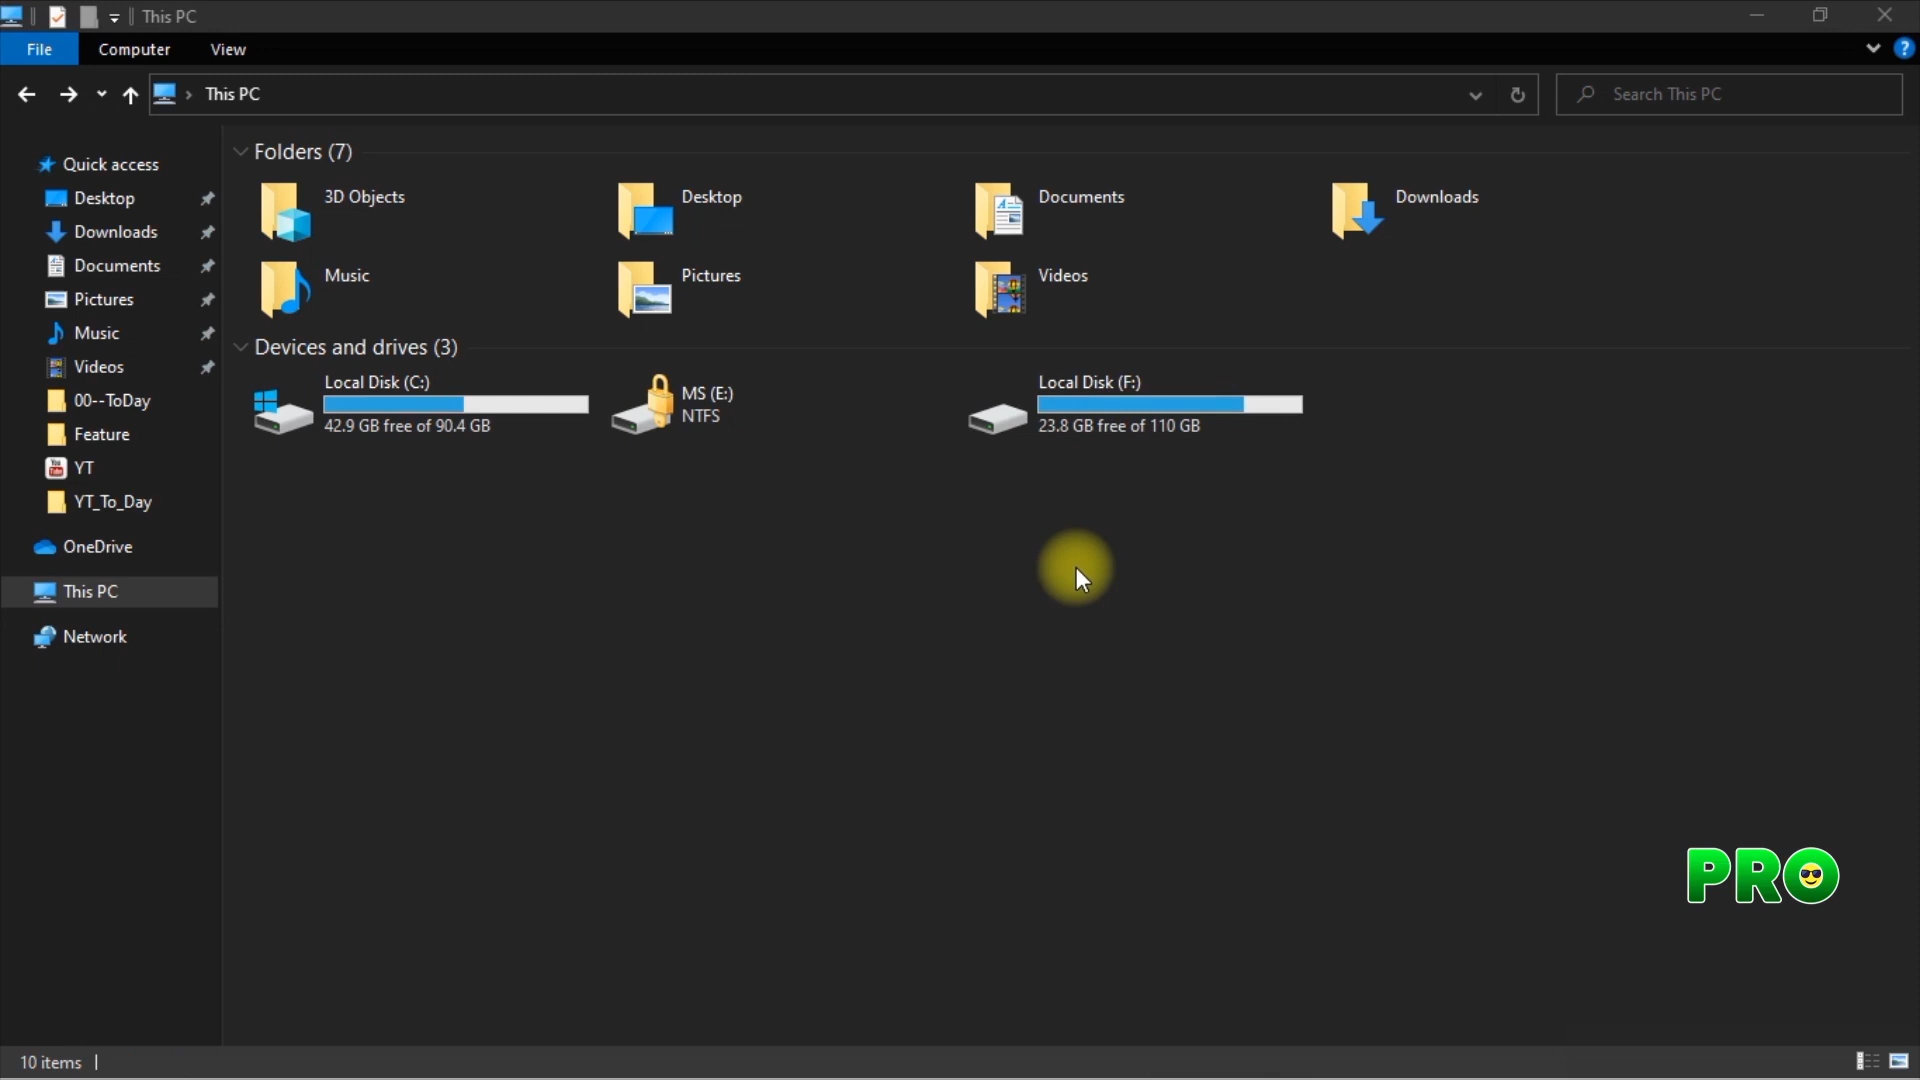 This PC
File Computer View
This PC
Search This PC
Quick access
Desktop
Downloads
Documents
Pictures
Music
Videos
00--ToDay
Feature
YT
YT_To_Day
OneDrive
This PC
Network
Folders (7)
3D Objects
Desktop
Documents
Downloads
Music
Pictures
Videos
Devices and drives (3)
Local Disk (C:)
42.9 GB free of 90.4 GB
MS (E:)
NTFS
Local Disk (F:)
23.8 GB free of 110 GB
PRO
10 items